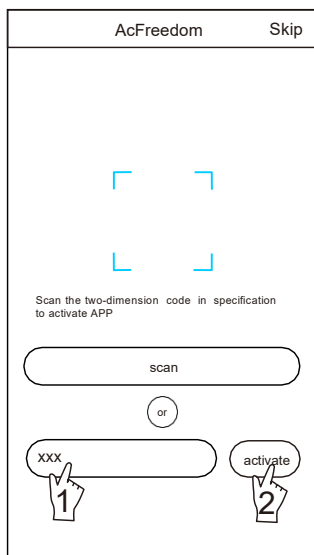 AcFreedom Skip
Scan the two-dimension code in specification
to activate APP
scan
or
xxx activate
1 2